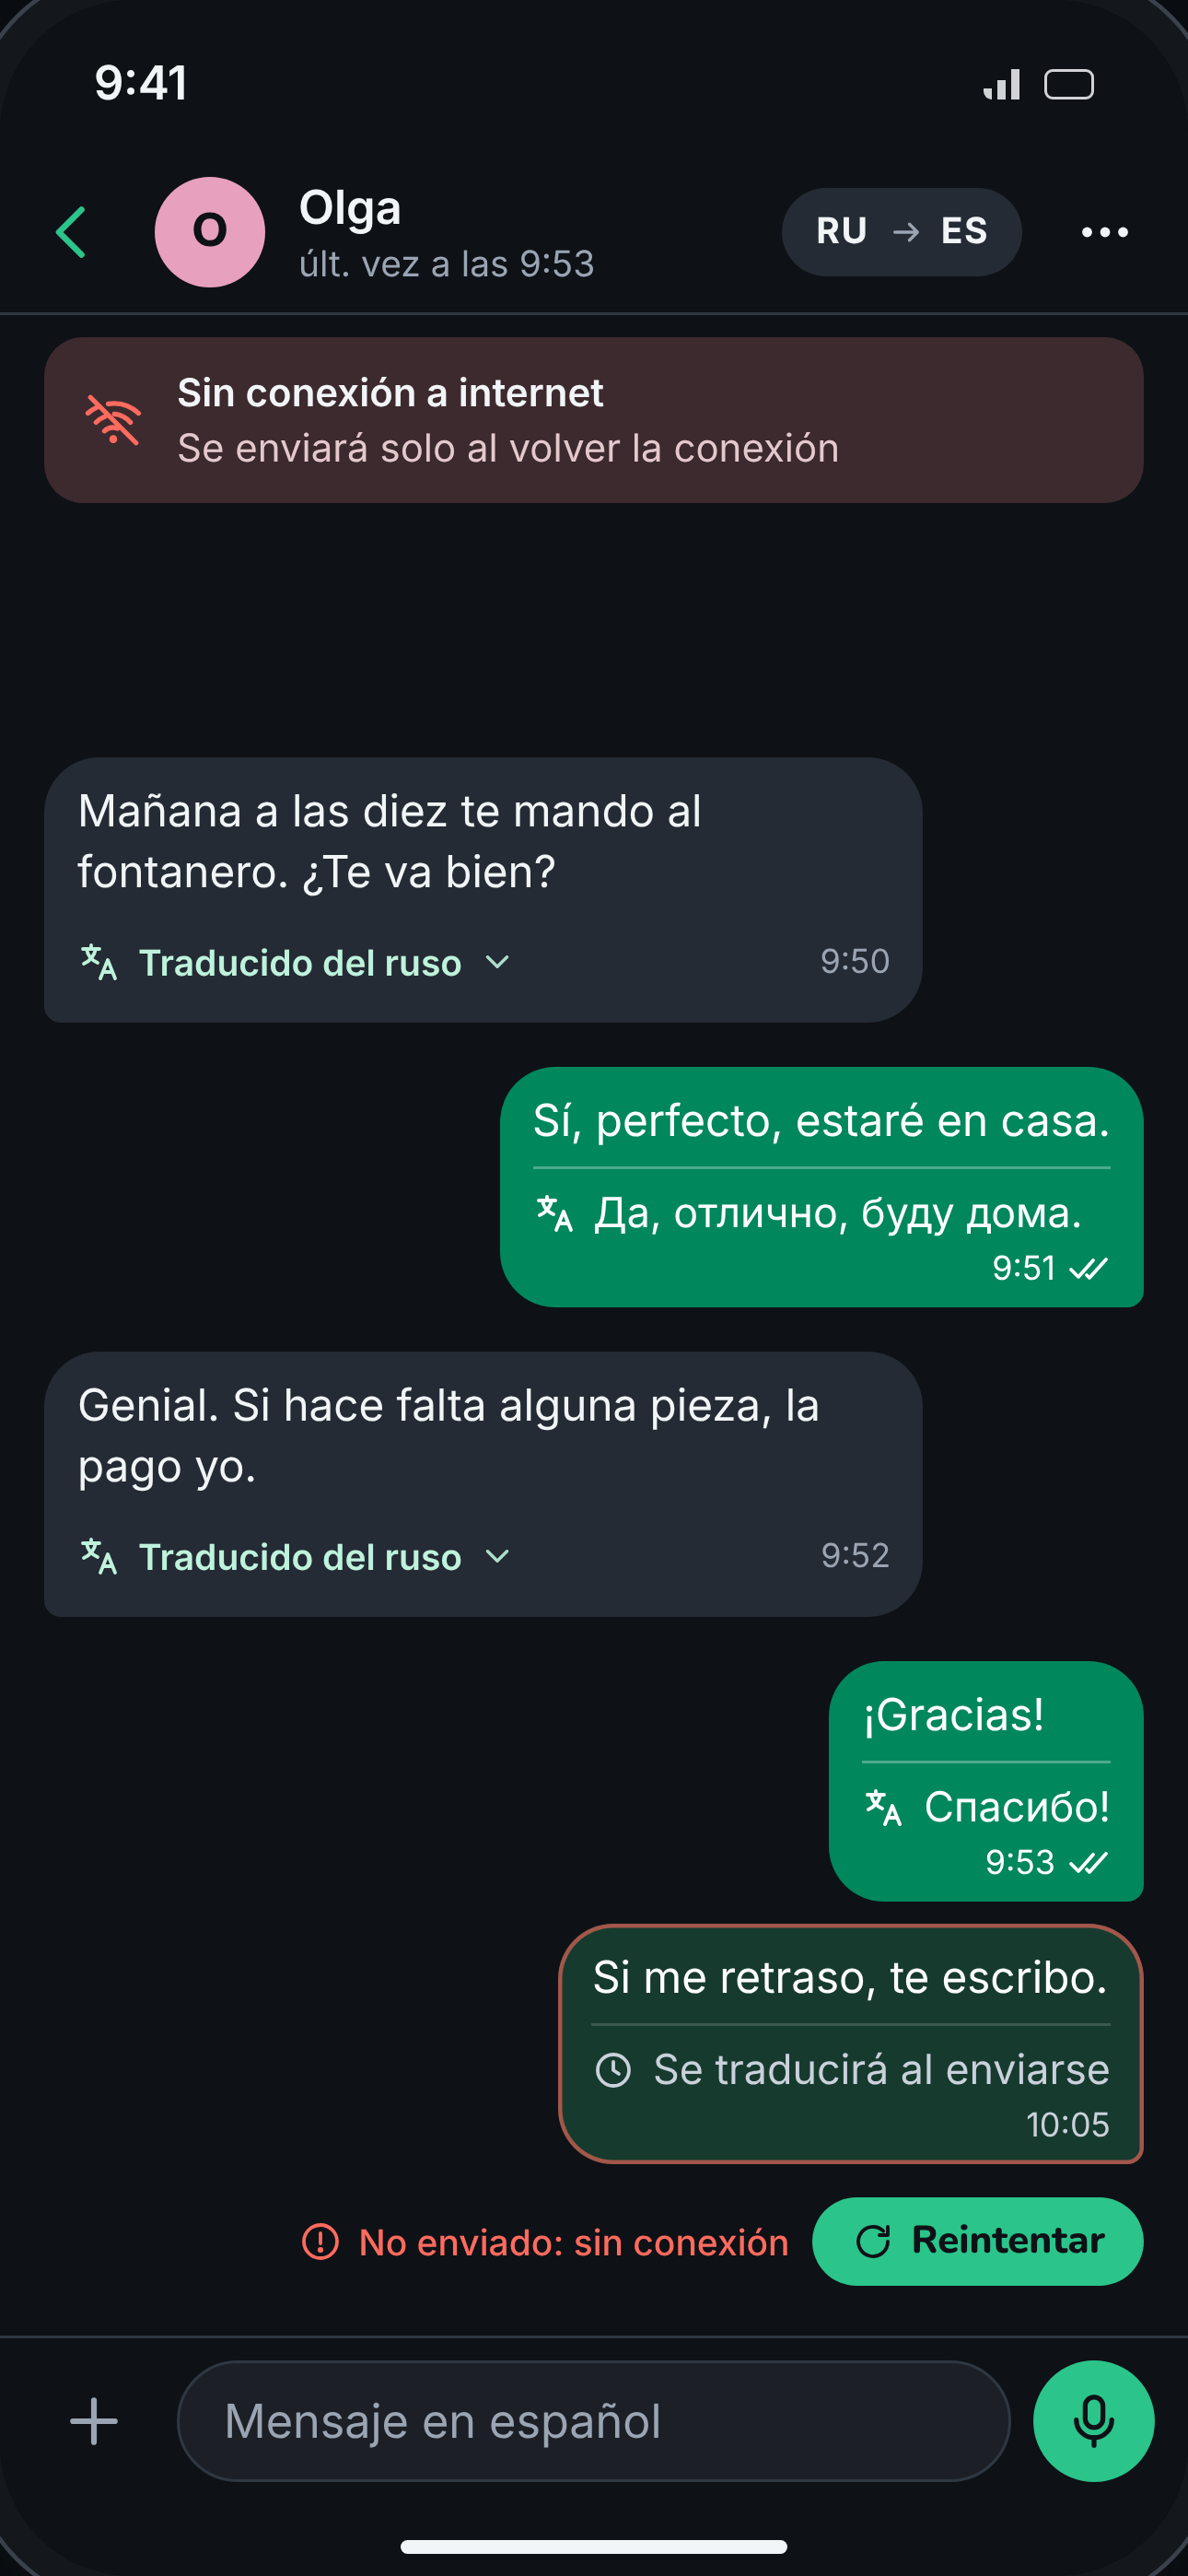 9:41
O
Olga
RU → ES
últ. vez a las 9:53
Sin conexión a internet
Se enviará solo al volver la conexión
Mañana a las diez te mando al
fontanero. ¿Te va bien?
Traducido del ruso
9:50
Sí, perfecto, estaré en casa.
Да, отлично, буду дома.
9:51
Genial. Si hace falta alguna pieza, la
pago yo.
Traducido del ruso
9:52
¡Gracias!
Спасибо!
9:53
Si me retraso, te escribo.
Se traducirá al enviarse
10:05
No enviado: sin conexión
Reintentar
Mensaje en español